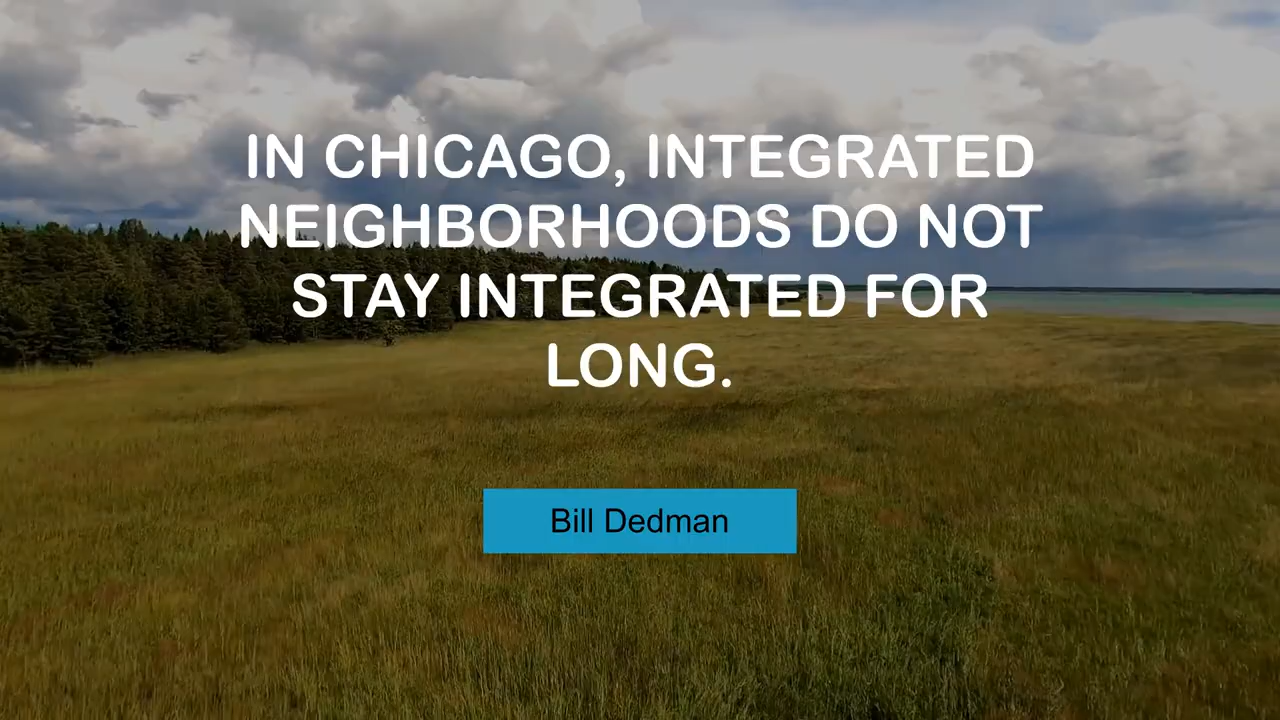 IN CHICAGO, INTEGRATED
NEIGHBORHOODS DO NOT
STAY INTEGRATED FOR
LONG.
Bill Dedman